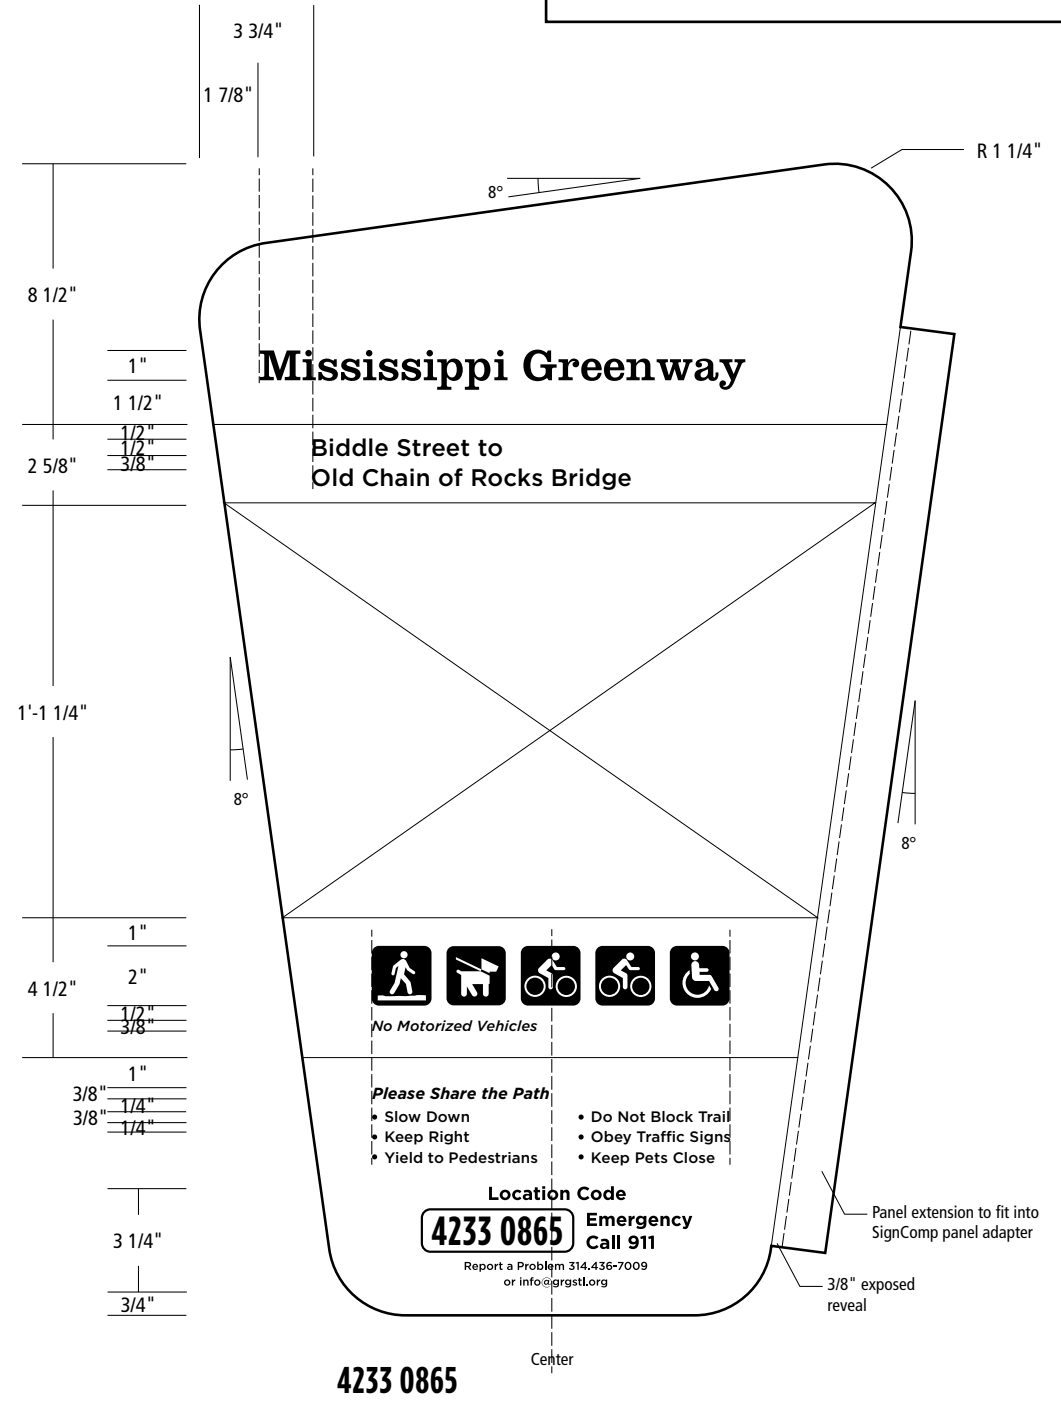 3 3/4"
1 7/8"
R 1 1/4"
8°
8 1/2"
1"
1 1/2"
Mississippi Greenway
2 5/8"
1/2"
1/2"
3/8"
Biddle Street to
Old Chain of Rocks Bridge
1'-1 1/4"
8°
8°
4 1/2"
1"
2"
1/2"
3/8"
No Motorized Vehicles
1"
3/8"
1/4"
3/8"
1/4"
Please Share the Path
• Slow Down
• Keep Right
• Yield to Pedestrians
• Do Not Block Trail
• Obey Traffic Signs
• Keep Pets Close
Location Code
4233 0865
Emergency
Call 911
Report a Problem 314.436-7009
or info@grgstl.org
3 1/4"
3/4"
Panel extension to fit into
SignComp panel adapter
3/8" exposed
reveal
Center
4233 0865